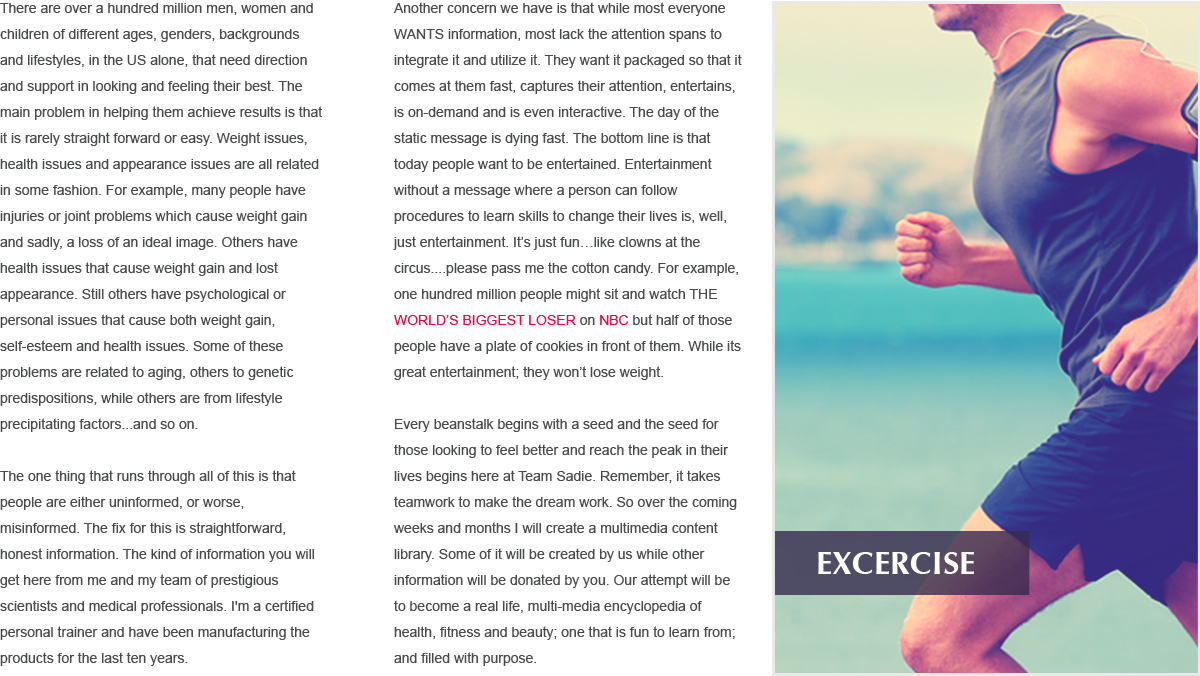 There are over a hundred million men, women and
children of different ages, genders, backgrounds
and lifestyles, in the US alone, that need direction
and support in looking and feeling their best. The
main problem in helping them achieve results is that
it is rarely straight forward or easy. Weight issues,
health issues and appearance issues are all related
in some fashion. For example, many people have
injuries or joint problems which cause weight gain
and sadly, a loss of an ideal image. Others have
health issues that cause weight gain and lost
appearance. Still others have psychological or
personal issues that cause both weight gain,
self-esteem and health issues. Some of these
problems are related to aging, others to genetic
predispositions, while others are from lifestyle
precipitating factors...and so on.
The one thing that runs through all of this is that
people are either uninformed, or worse,
misinformed. The fix for this is straightforward,
honest information. The kind of information you will
get here from me and my team of prestigious
scientists and medical professionals. I'm a certified
personal trainer and have been manufacturing the
products for the last ten years.
Another concern we have is that while most everyone
WANTS information, most lack the attention spans to
integrate it and utilize it. They want it packaged so that it
comes at them fast, captures their attention, entertains,
is on-demand and is even interactive. The day of the
static message is dying fast. The bottom line is that
today people want to be entertained. Entertainment
without a message where a person can follow
procedures to learn skills to change their lives is, well,
just entertainment. It’s just fun…like clowns at the
circus....please pass me the cotton candy. For example,
one hundred million people might sit and watch THE
WORLD’S BIGGEST LOSER on NBC but half of those
people have a plate of cookies in front of them. While its
great entertainment; they won’t lose weight.
Every beanstalk begins with a seed and the seed for
those looking to feel better and reach the peak in their
lives begins here at Team Sadie. Remember, it takes
teamwork to make the dream work. So over the coming
weeks and months I will create a multimedia content
library. Some of it will be created by us while other
information will be donated by you. Our attempt will be
to become a real life, multi-media encyclopedia of
health, fitness and beauty; one that is fun to learn from;
and filled with purpose.
EXCERCISE